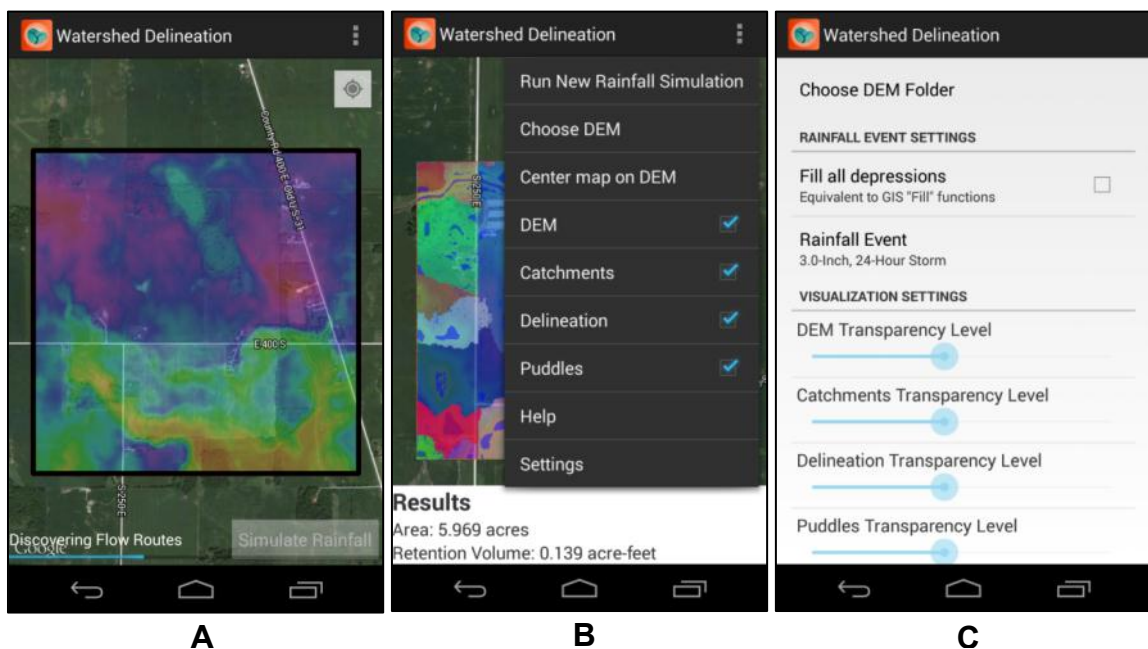 Watershed Delineation
County Rd 400 E
Old U S-31
E 400 S
S 250 E
Discovering Flow Routes
Google
Simulate Rainfall
A
Watershed Delineation
Run New Rainfall Simulation
Choose DEM
Center map on DEM
DEM
Catchments
Delineation
Puddles
Help
Settings
S 250 E
Results
Area: 5.969 acres
Retention Volume: 0.139 acre-feet
B
Watershed Delineation
Choose DEM Folder
RAINFALL EVENT SETTINGS
Fill all depressions
Equivalent to GIS "Fill" functions
Rainfall Event
3.0-Inch, 24-Hour Storm
VISUALIZATION SETTINGS
DEM Transparency Level
Catchments Transparency Level
Delineation Transparency Level
Puddles Transparency Level
C